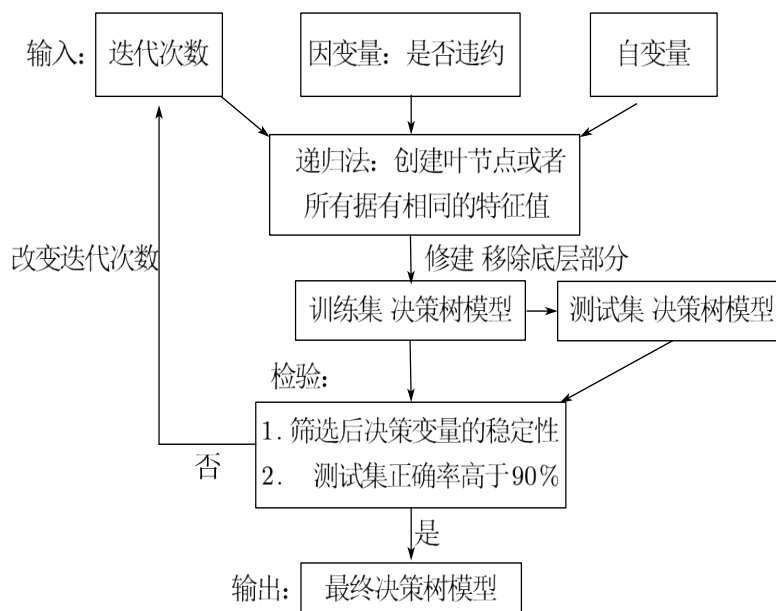 输入：迭代次数 因变量：是否违约 自变量
递归法：创建叶节点或者
所有据有相同的特征值
改变迭代次数
修建 移除底层部分
训练集 决策树模型 测试集 决策树模型
检验：
1. 筛选后决策变量的稳定性
否
2. 测试集正确率高于90%
是
输出：最终决策树模型